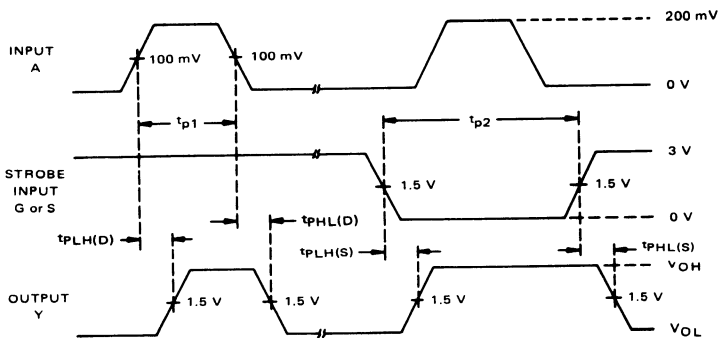 200 mV
INPUT
A
100 mV
100 mV
0 V
tp1
tp2
3 V
STROBE
INPUT
G or S
1.5 V
1.5 V
0 V
tPHL(D)
tPLH(D)
tPLH(S)
tPHL(S)
VOH
OUTPUT
Y
1.5 V
1.5 V
1.5 V
1.5 V
VOL